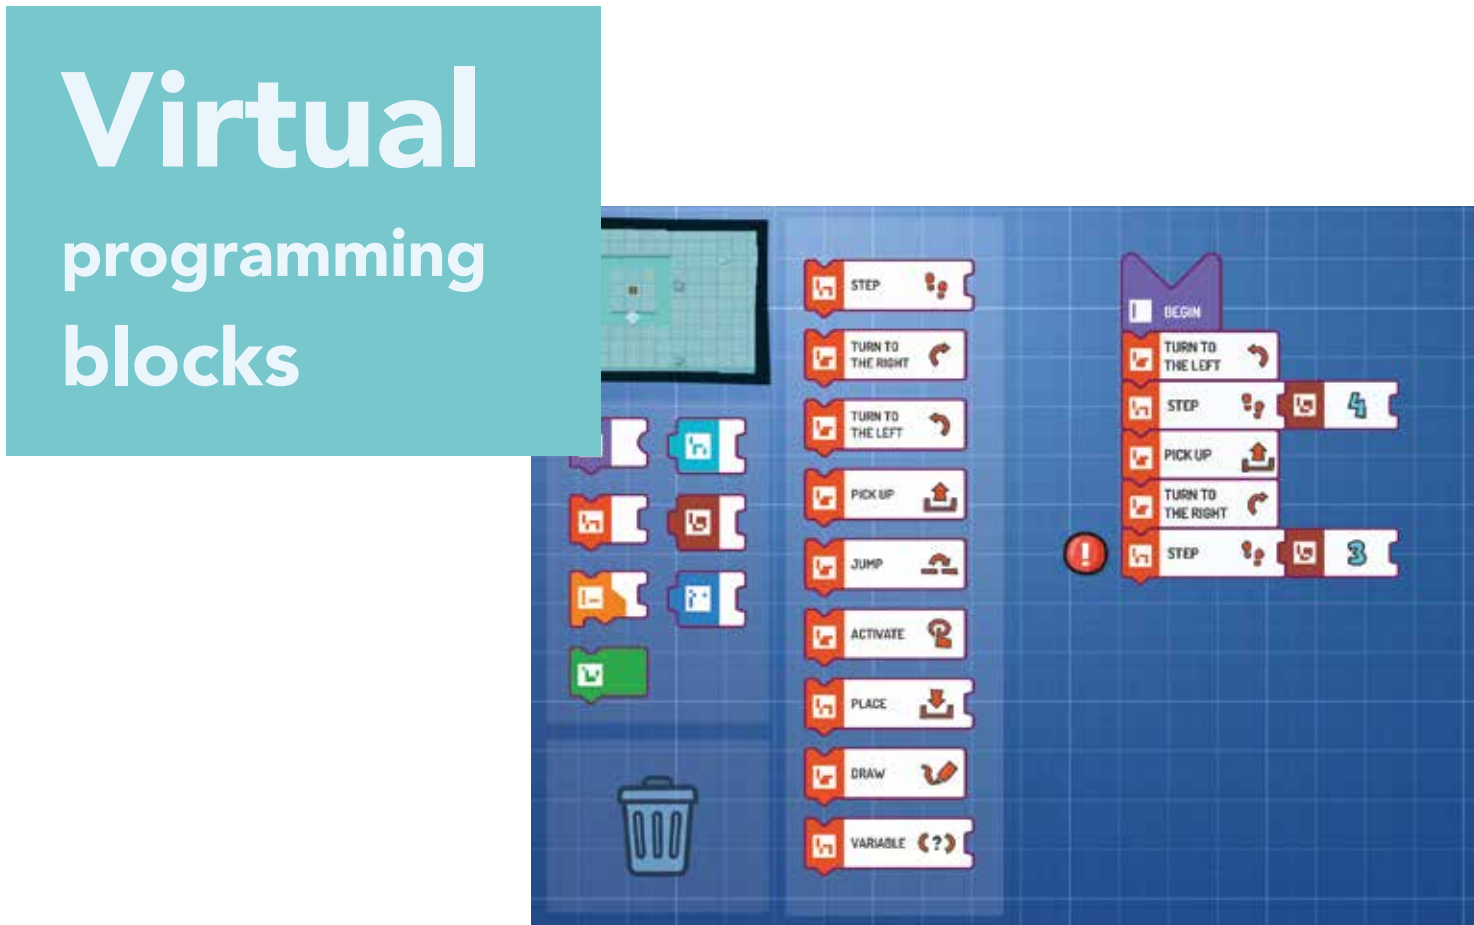 Virtual
programming
blocks
STEP
TURN TO
THE RIGHT
TURN TO
THE LEFT
PICK UP
JUMP
ACTIVATE
PLACE
DRAW
VARIABLE (?)
BEGIN
TURN TO
THE LEFT
STEP 4
PICK UP
TURN TO
THE RIGHT
! STEP 3